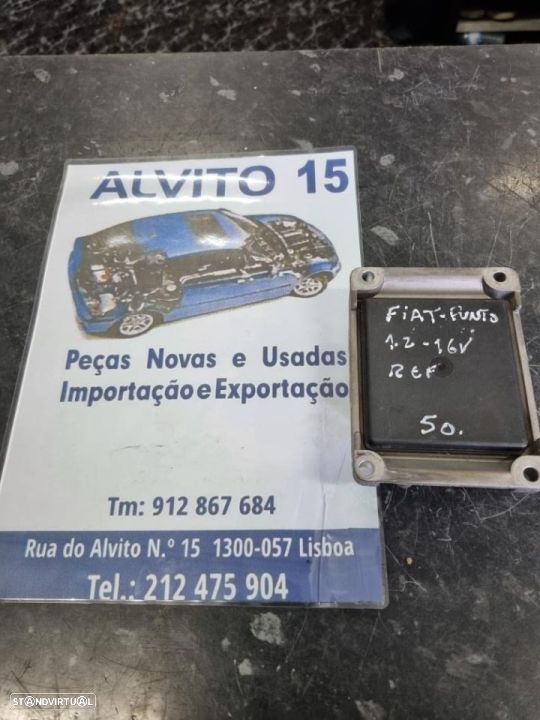 ALVITO 15
Peças Novas e Usadas
Importação e Exportação
Tm: 912 867 684
Rua do Alvito N.º 15 1300-057 Lisboa
Tel.: 212 475 904
FiAT-PUNTO
1.2-16V
REF
50.
STANDVIRTUAL